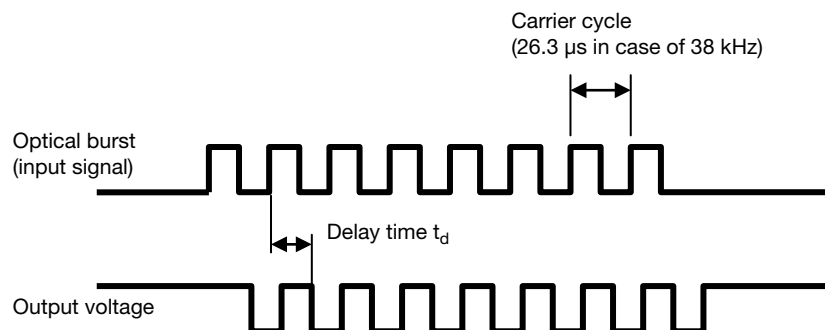 Carrier cycle
(26.3 µs in case of 38 kHz)
Optical burst
(input signal)
Delay time td
Output voltage